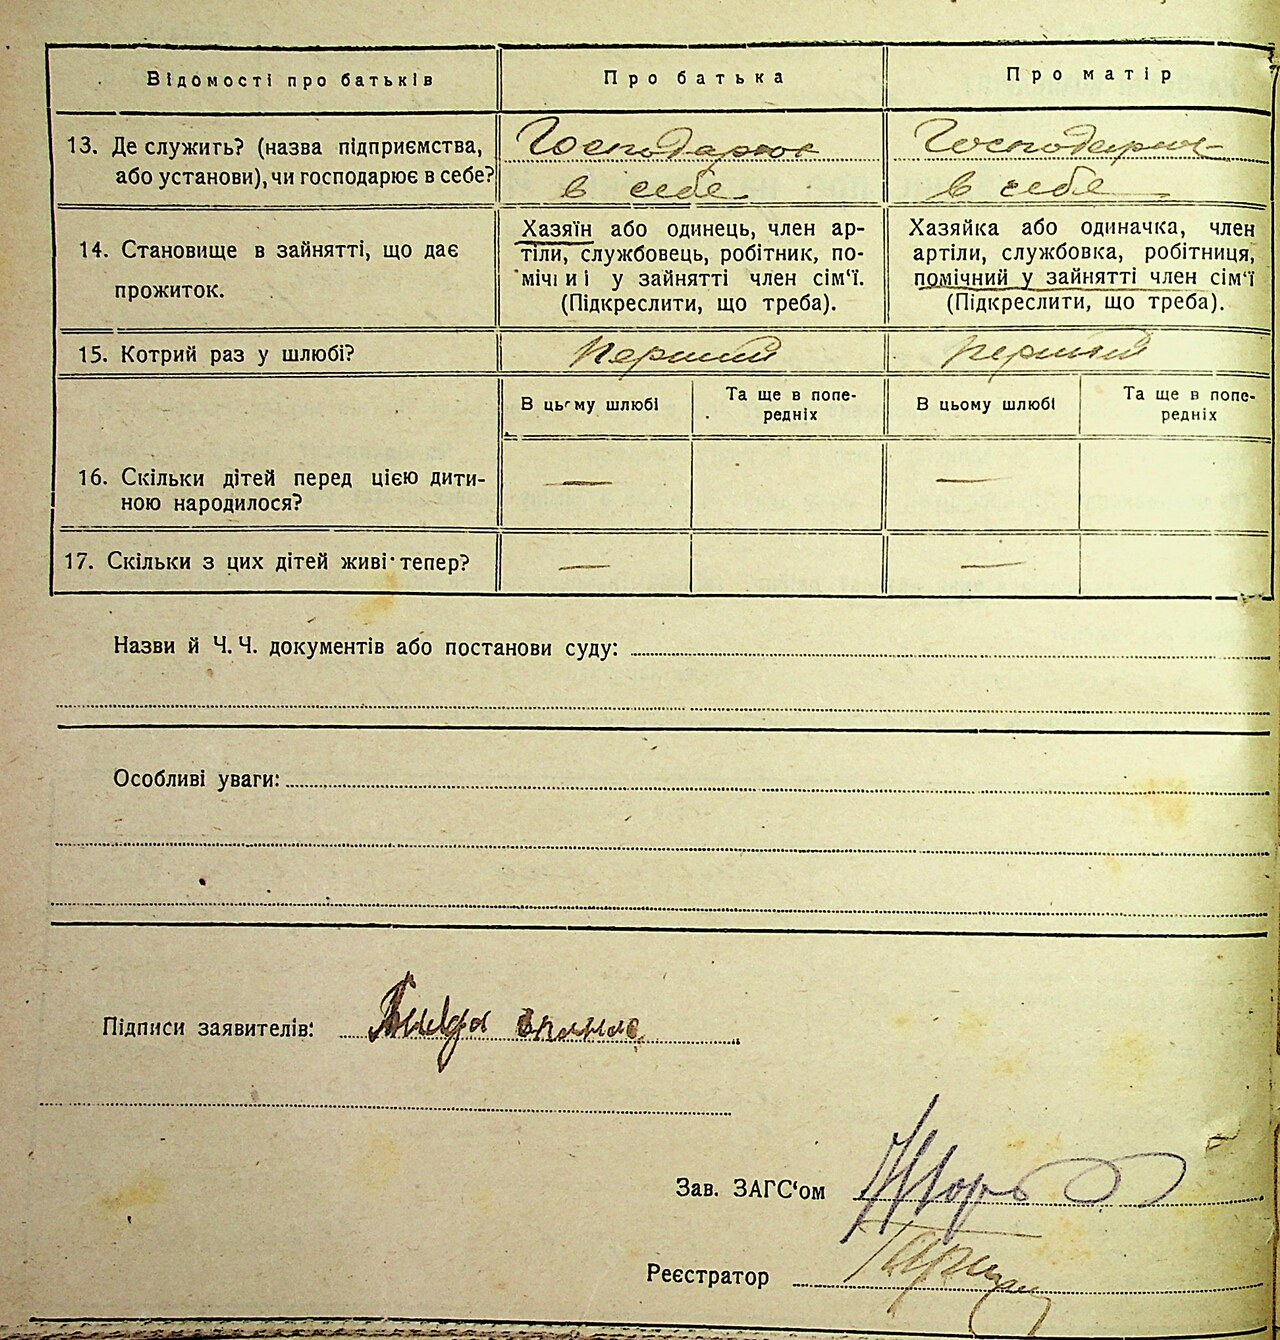 Відомості про батьків
Про батька
Про матір
13. Де служить? (назва підприємства,
або установи), чи господарює в себе?
Господарює
в себе
Господарює
в себе
14. Становище в зайнятті, що дає
прожиток.
Хазяїн або одинець, член ар-
тіли, службовець, робітник, по-
мічний у зайнятті член сім‘ї.
(Підкреслити, що треба).
Хазяйка або одиначка, член
артіли, службовка, робітниця,
помічний у зайнятті член сім‘ї
(Підкреслити, що треба).
15. Котрий раз у шлюбі?
перший
перший
В цьому шлюбі
Та ще в попе-
редніх
В цьому шлюбі
Та ще в попе-
редніх
16. Скільки дітей перед цією дити-
ною народилося?
—
—
17. Скільки з цих дітей живі тепер?
—
—
Назви й Ч. Ч. документів або постанови суду:
Особливі уваги:
Підписи заявителів:
Зав. ЗАГС‘ом
Реєстратор